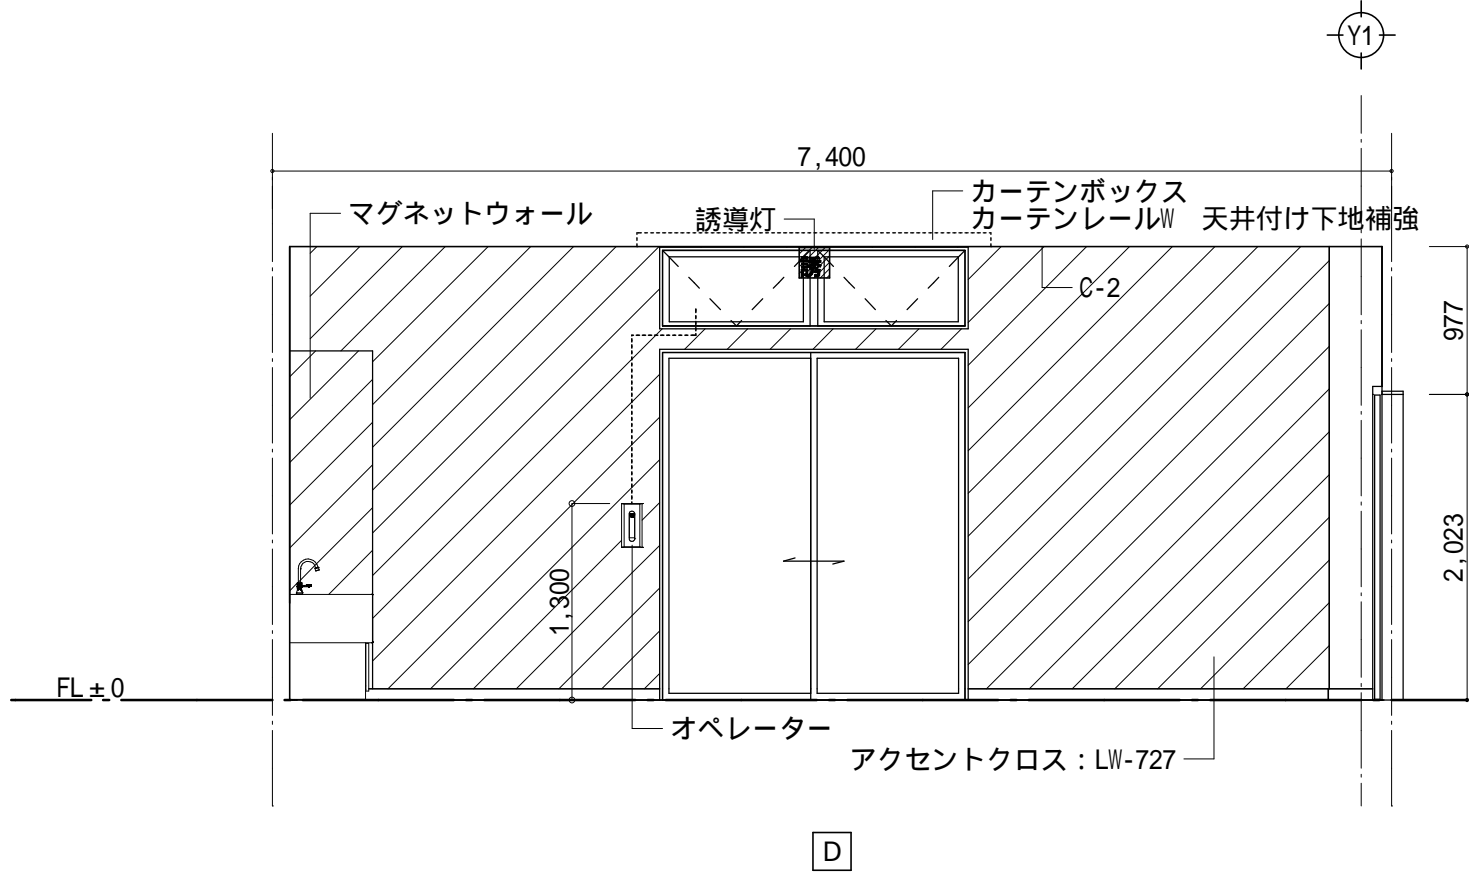 Y1
7,400
マグネットウォール
誘導灯
カーテンボックス
カーテンレールW 天井付け下地補強
誘
C-2
977
2,023
1,300
FL±0
オペレーター
アクセントクロス：LW-727
D